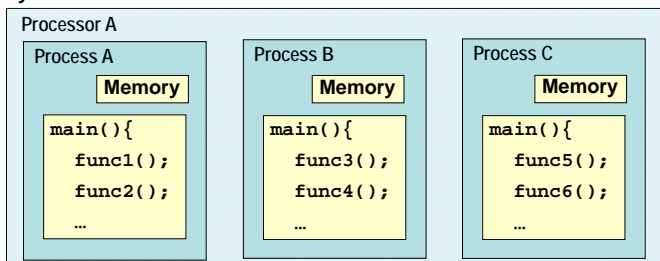 Processor A
Process A
Memory
main(){
func1();
func2();
…
Process B
Memory
main(){
func3();
func4();
…
Process C
Memory
main(){
func5();
func6();
…